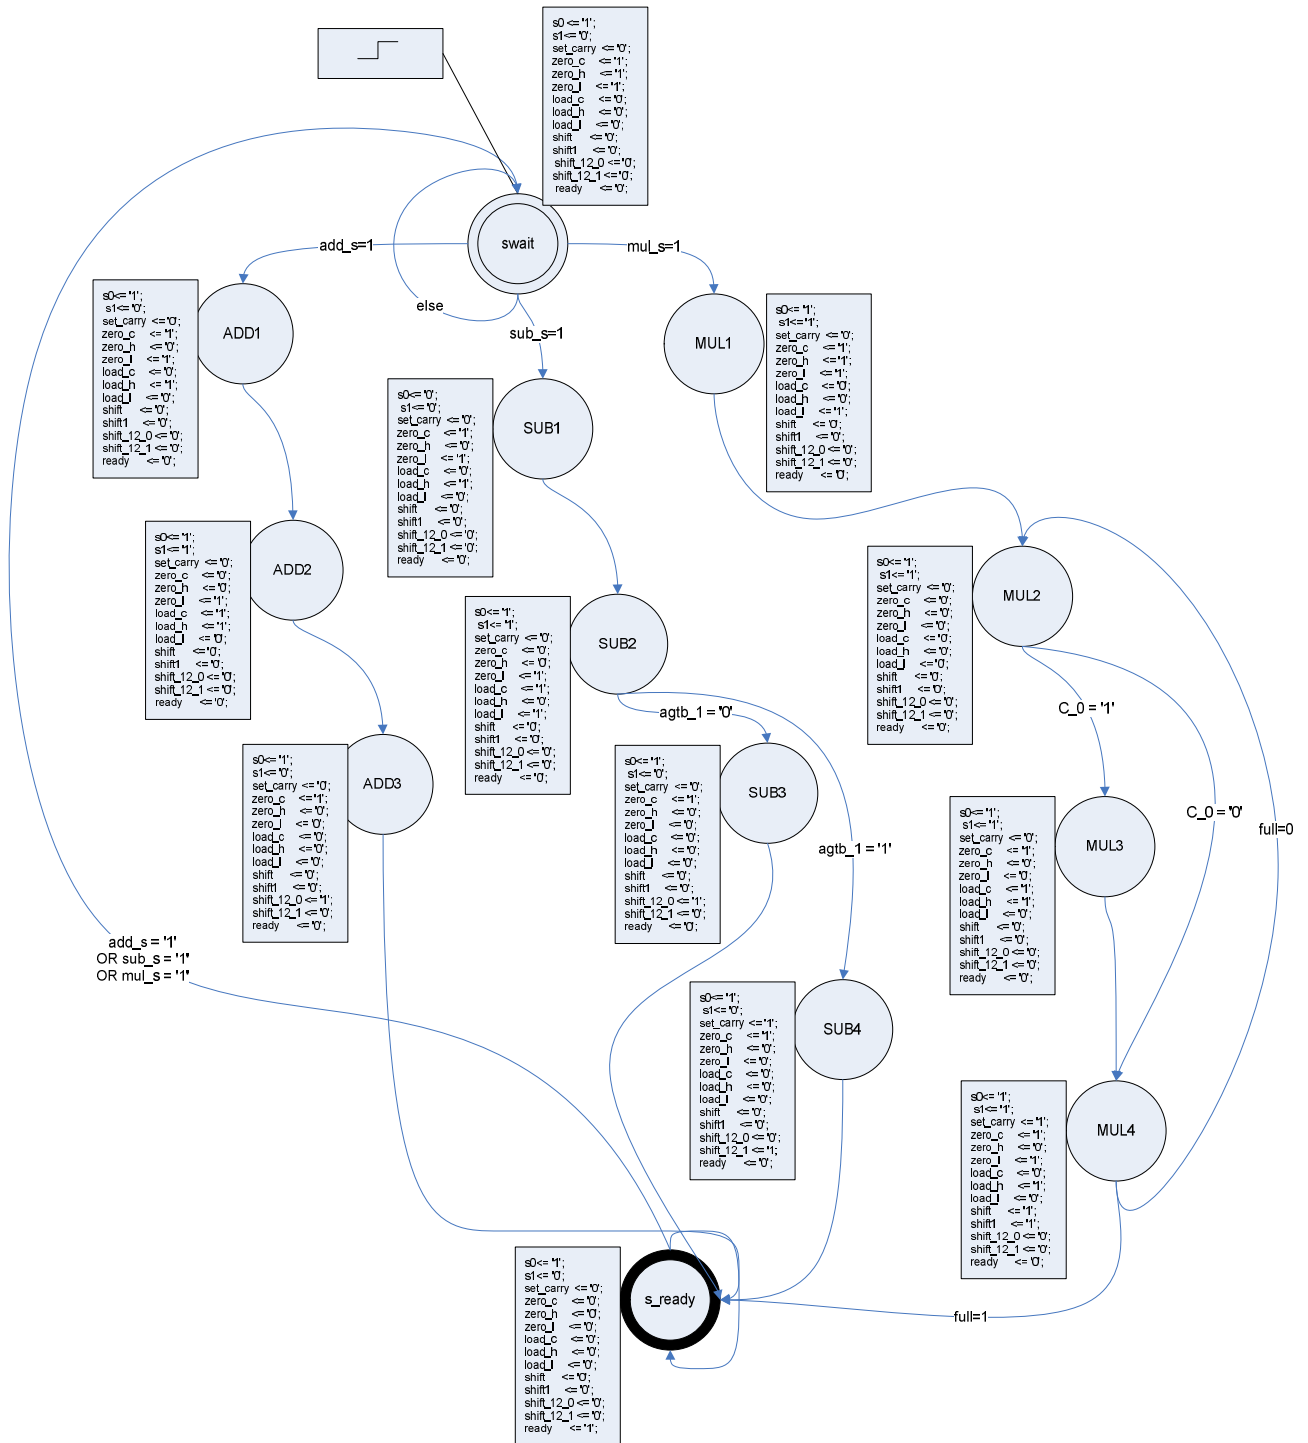 s0 <= '1';
s1<= '0';
set_carry <= '0';
zero_c <= '1';
zero_h <= '1';
zero_l <= '1';
load_c <= '0';
load_h <= '0';
load_l <= '0';
shift <= '0';
shift1 <= '0';
shift_12_0 <= '0';
shift_12_1 <= '0';
ready <= '0';
swait
add_s=1
mul_s=1
else
sub_s=1
s0<= '1';
s1<= '0';
set_carry <= '0';
zero_c <= '1';
zero_h <= '0';
zero_l <= '1';
load_c <= '0';
load_h <= '1';
load_l <= '0';
shift <= '0';
shift1 <= '0';
shift_12_0 <= '0';
shift_12_1 <= '0';
ready <= '0';
ADD1
MUL1
s0<= '1';
s1<= '1';
set_carry <= '0';
zero_c <= '1';
zero_h <= '1';
zero_l <= '1';
load_c <= '0';
load_h <= '0';
load_l <= '1';
shift <= '0';
shift1 <= '0';
shift_12_0 <= '0';
shift_12_1 <= '0';
ready <= '0';
s0<= '0';
s1<= '0';
set_carry <= '0';
zero_c <= '1';
zero_h <= '0';
zero_l <= '1';
load_c <= '0';
load_h <= '1';
load_l <= '0';
shift <= '0';
shift1 <= '0';
shift_12_0 <= '0';
shift_12_1 <= '0';
ready <= '0';
SUB1
s0<= '1';
s1<= '1';
set_carry <= '0';
zero_c <= '0';
zero_h <= '0';
zero_l <= '1';
load_c <= '1';
load_h <= '1';
load_l <= '0';
shift <= '0';
shift1 <= '0';
shift_12_0 <= '0';
shift_12_1 <= '0';
ready <= '0';
ADD2
s0<= '1';
s1<= '1';
set_carry <= '0';
zero_c <= '0';
zero_h <= '0';
zero_l <= '1';
load_c <= '1';
load_h <= '0';
load_l <= '1';
shift <= '0';
shift1 <= '0';
shift_12_0 <= '0';
shift_12_1 <= '0';
ready <= '0';
SUB2
s0<= '1';
s1<= '1';
set_carry <= '0';
zero_c <= '0';
zero_h <= '0';
zero_l <= '0';
load_c <= '0';
load_h <= '0';
load_l <= '0';
shift <= '0';
shift1 <= '0';
shift_12_0 <= '0';
shift_12_1 <= '0';
ready <= '0';
MUL2
agtb_1 = '0'
C_0 = '1'
s0<= '1';
s1<= '0';
set_carry <= '0';
zero_c <= '1';
zero_h <= '0';
zero_l <= '0';
load_c <= '0';
load_h <= '0';
load_l <= '0';
shift <= '0';
shift1 <= '0';
shift_12_0 <= '1';
shift_12_1 <= '0';
ready <= '0';
ADD3
s0<= '1';
s1<= '0';
set_carry <= '0';
zero_c <= '1';
zero_h <= '0';
zero_l <= '0';
load_c <= '0';
load_h <= '0';
load_l <= '0';
shift <= '0';
shift1 <= '0';
shift_12_0 <= '1';
shift_12_1 <= '0';
ready <= '0';
SUB3
agtb_1 = '1'
s0<= '1';
s1<= '1';
set_carry <= '0';
zero_c <= '1';
zero_h <= '0';
zero_l <= '0';
load_c <= '1';
load_h <= '1';
load_l <= '0';
shift <= '0';
shift1 <= '0';
shift_12_0 <= '0';
shift_12_1 <= '0';
ready <= '0';
MUL3
C_0 = '0'
full=0
add_s = '1'
OR sub_s = '1'
OR mul_s = '1'
s0<= '1';
s1<= '0';
set_carry <= '1';
zero_c <= '1';
zero_h <= '0';
zero_l <= '0';
load_c <= '0';
load_h <= '0';
load_l <= '0';
shift <= '0';
shift1 <= '0';
shift_12_0 <= '0';
shift_12_1 <= '1;
ready <= '0';
SUB4
s0<= '1';
s1<= '1';
set_carry <= '1';
zero_c <= '1';
zero_h <= '0';
zero_l <= '1';
load_c <= '0';
load_h <= '1';
load_l <= '0';
shift <= '1';
shift1 <= '1';
shift_12_0 <= '0';
shift_12_1 <= '0';
ready <= '0';
MUL4
s0<= '1';
s1<= '0';
set_carry <= '0';
zero_c <= '0';
zero_h <= '0';
zero_l <= '0';
load_c <= '0';
load_h <= '0';
load_l <= '0';
shift <= '0';
shift1 <= '0';
shift_12_0 <= '0';
shift_12_1 <= '0';
ready <= '1';
s_ready
full=1